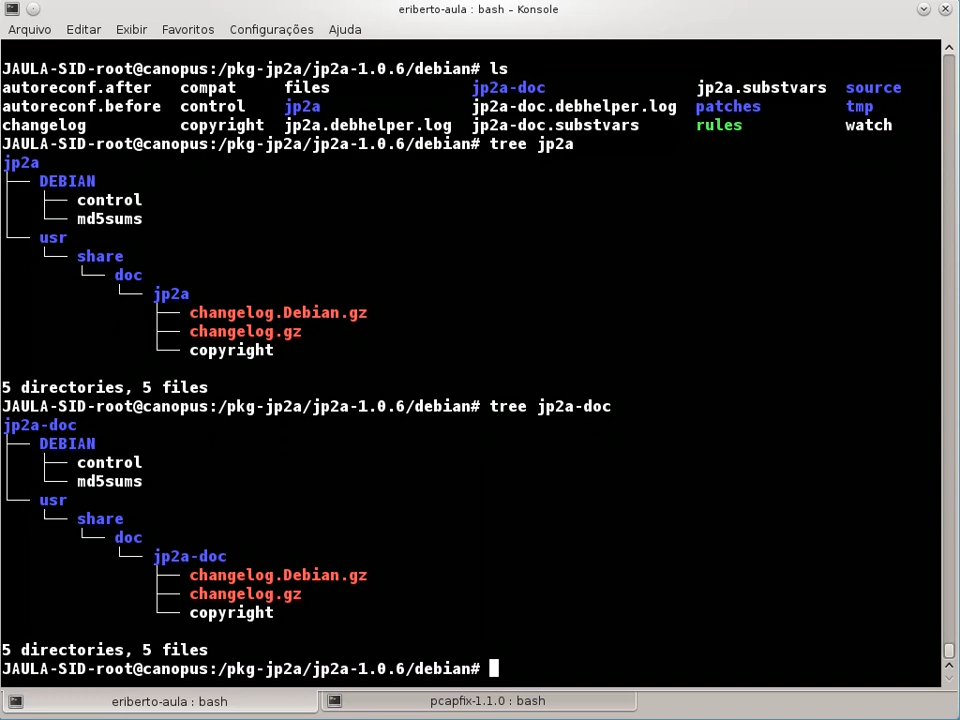 eriberto-aula : bash – Konsole
Arquivo Editar Exibir Favoritos Configurações Ajuda
JAULA-SID-root@canopus:/pkg-jp2a/jp2a-1.0.6/debian# ls
autoreconf.after compat files jp2a-doc jp2a.substvars source
autoreconf.before control jp2a jp2a-doc.debhelper.log patches tmp
changelog copyright jp2a.debhelper.log jp2a-doc.substvars rules watch
JAULA-SID-root@canopus:/pkg-jp2a/jp2a-1.0.6/debian# tree jp2a
jp2a
├── DEBIAN
│   ├── control
│   └── md5sums
└── usr
    └── share
        └── doc
            └── jp2a
                ├── changelog.Debian.gz
                ├── changelog.gz
                └── copyright
5 directories, 5 files
JAULA-SID-root@canopus:/pkg-jp2a/jp2a-1.0.6/debian# tree jp2a-doc
jp2a-doc
├── DEBIAN
│   ├── control
│   └── md5sums
└── usr
    └── share
        └── doc
            └── jp2a-doc
                ├── changelog.Debian.gz
                ├── changelog.gz
                └── copyright
5 directories, 5 files
JAULA-SID-root@canopus:/pkg-jp2a/jp2a-1.0.6/debian#
eriberto-aula : bash pcapfix-1.1.0 : bash